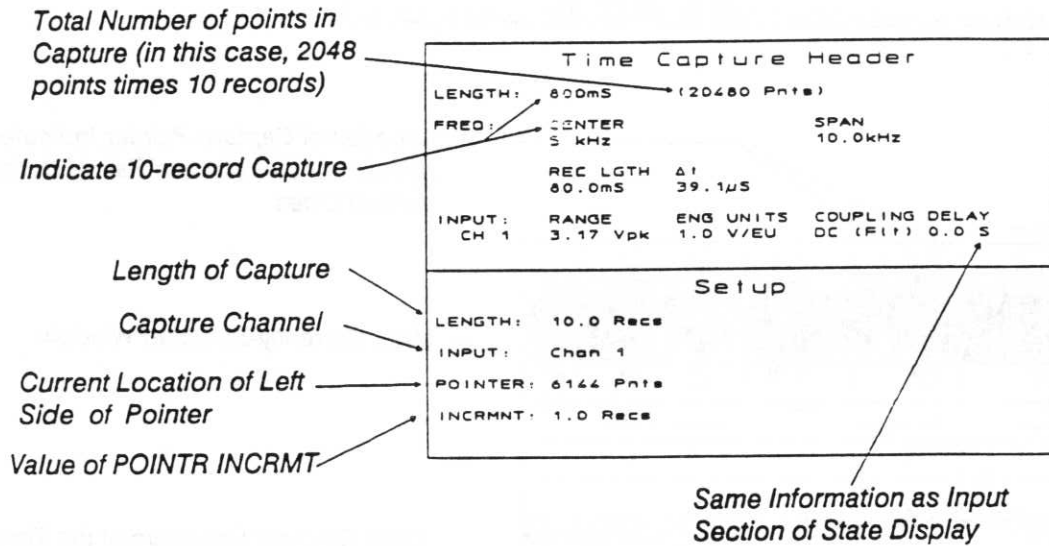 Total Number of points in
Capture (in this case, 2048
points times 10 records)
Indicate 10-record Capture
Length of Capture
Capture Channel
Current Location of Left
Side of Pointer
Value of POINTR INCRMT
Time Capture Header
LENGTH: 800mS (20480 Pnts)
FREQ: CENTER SPAN
5 kHz 10.0kHz
REC LGTH Δt
80.0mS 39.1µS
INPUT: RANGE ENG UNITS COUPLING DELAY
CH 1 3.17 Vpk 1.0 V/EU DC (Flt) 0.0 S
Setup
LENGTH: 10.0 Recs
INPUT: Chan 1
POINTER: 6144 Pnts
INCRMNT: 1.0 Recs
Same Information as Input
Section of State Display